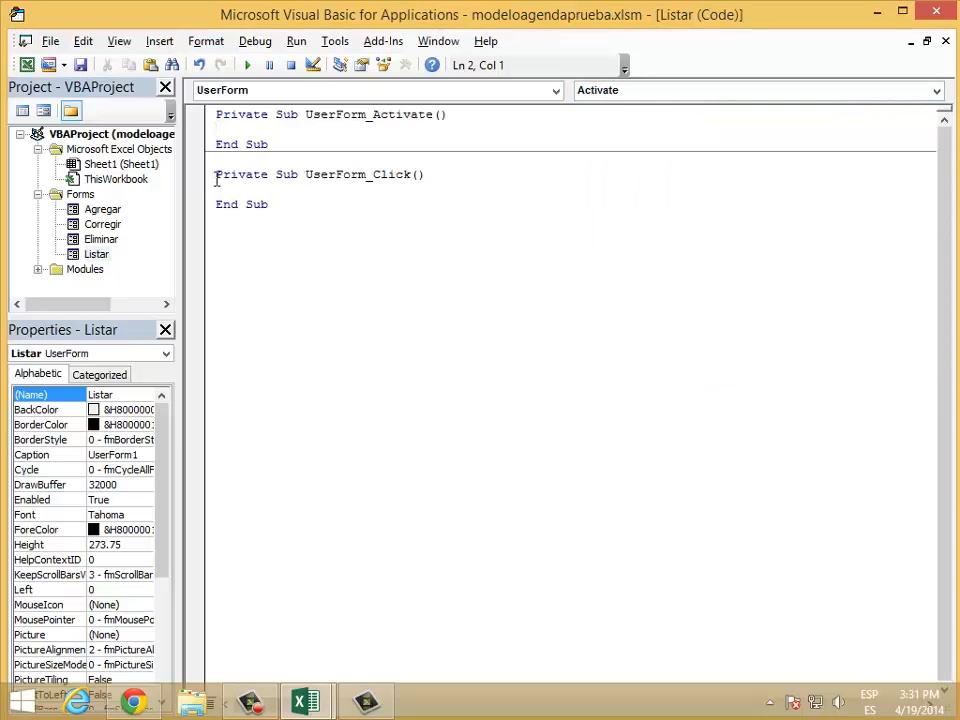 Microsoft Visual Basic for Applications - modeloagendaprueba.xlsm - [Listar (Code)]
File Edit View Insert Format Debug Run Tools Add-Ins Window Help
Ln 2, Col 1
Project - VBAProject
VBAProject (modeloage
Microsoft Excel Objects
Sheet1 (Sheet1)
ThisWorkbook
Forms
Agregar
Corregir
Eliminar
Listar
Modules
UserForm
Activate
Private Sub UserForm_Activate()
End Sub
Private Sub UserForm_Click()
End Sub
Properties - Listar
Listar UserForm
Alphabetic Categorized
(Name) Listar
BackColor &H8000000
BorderColor &H8000001
BorderStyle 0 - fmBorderSt
Caption UserForm1
Cycle 0 - fmCycleAllF
DrawBuffer 32000
Enabled True
Font Tahoma
ForeColor &H8000001
Height 273.75
HelpContextID 0
KeepScrollBarsV 3 - fmScrollBar
Left 0
MouseIcon (None)
MousePointer 0 - fmMousePo
Picture (None)
PictureAlignmen 2 - fmPictureAl
PictureSizeMode 0 - fmPictureSi
PictureTiling False
ESP
ES
3:31 PM
4/19/2014